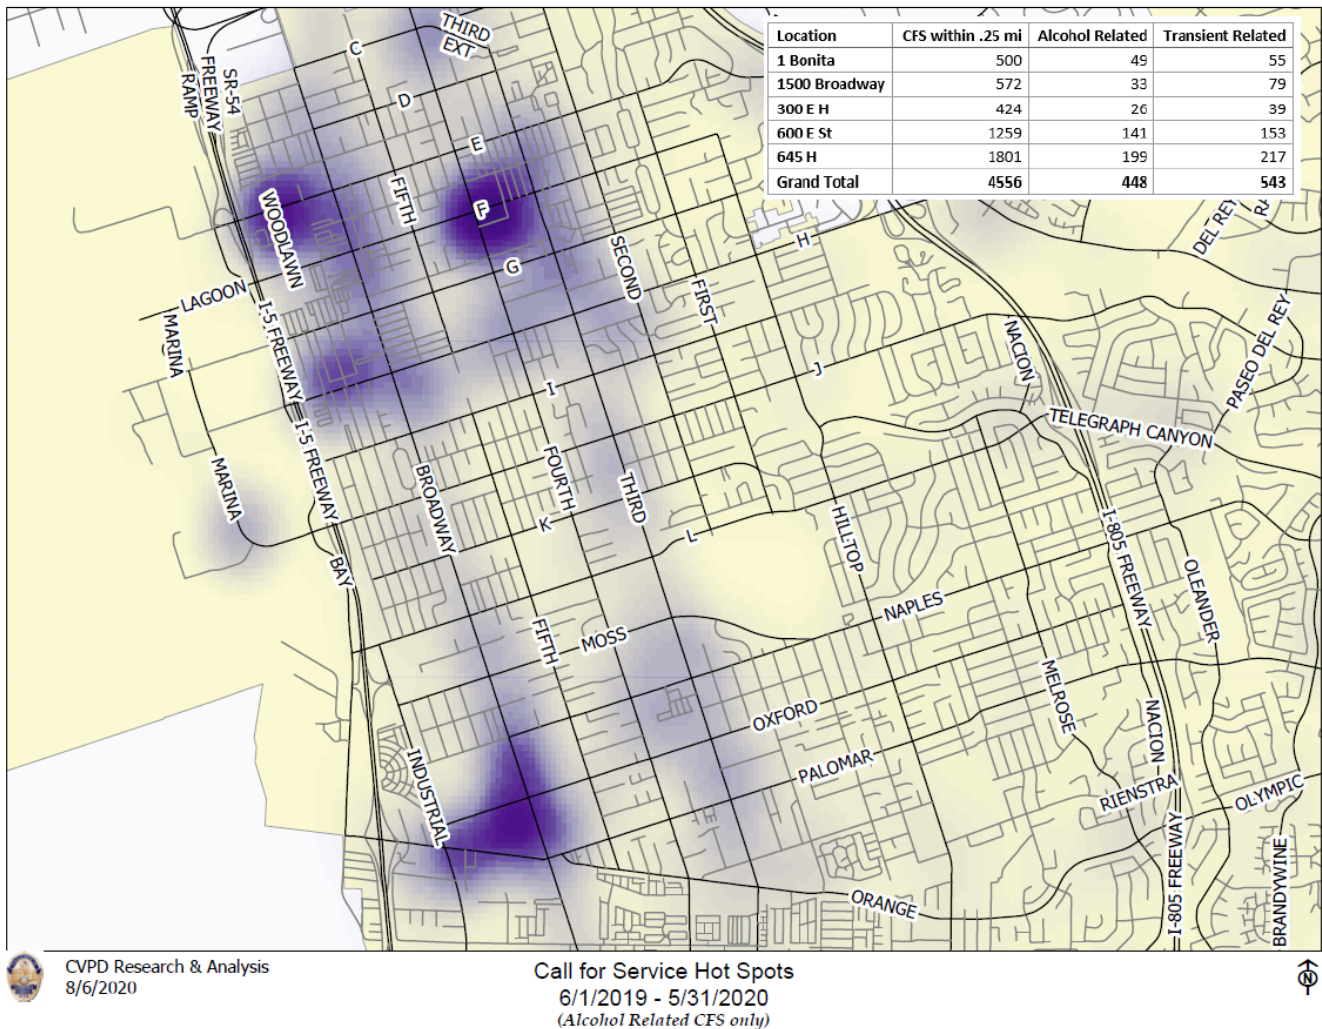 Location CFS within .25 mi Alcohol Related Transient Related
1 Bonita 500 49 55
1500 Broadway 572 33 79
300 E H 424 26 39
600 E St 1259 141 153
645 H 1801 199 217
Grand Total 4556 448 543
THIRD
EXT
C
SR-54
FREEWAY
RAMP
D
E
FIFTH
F
WOODLAWN
DEL REY
RA
H
SECOND
G
LAGOON
FIRST
I-5 FREEWAY
MARINA
NACION
PASEO DEL REY
J
I
TELEGRAPH CANYON
I-5 FREEWAY
MARINA
BROADWAY
FOURTH
THIRD
K
L
HILLTOP
I-805 FREEWAY
BAY
OLEANDER
NAPLES
FIFTH
MOSS
MELROSE
OXFORD
NACION
PALOMAR
INDUSTRIAL
RIENSTRA
OLYMPIC
I-805 FREEWAY
BRANDYWINE
ORANGE
CVPD Research & Analysis
8/6/2020
Call for Service Hot Spots
6/1/2019 - 5/31/2020
(Alcohol Related CFS only)
N